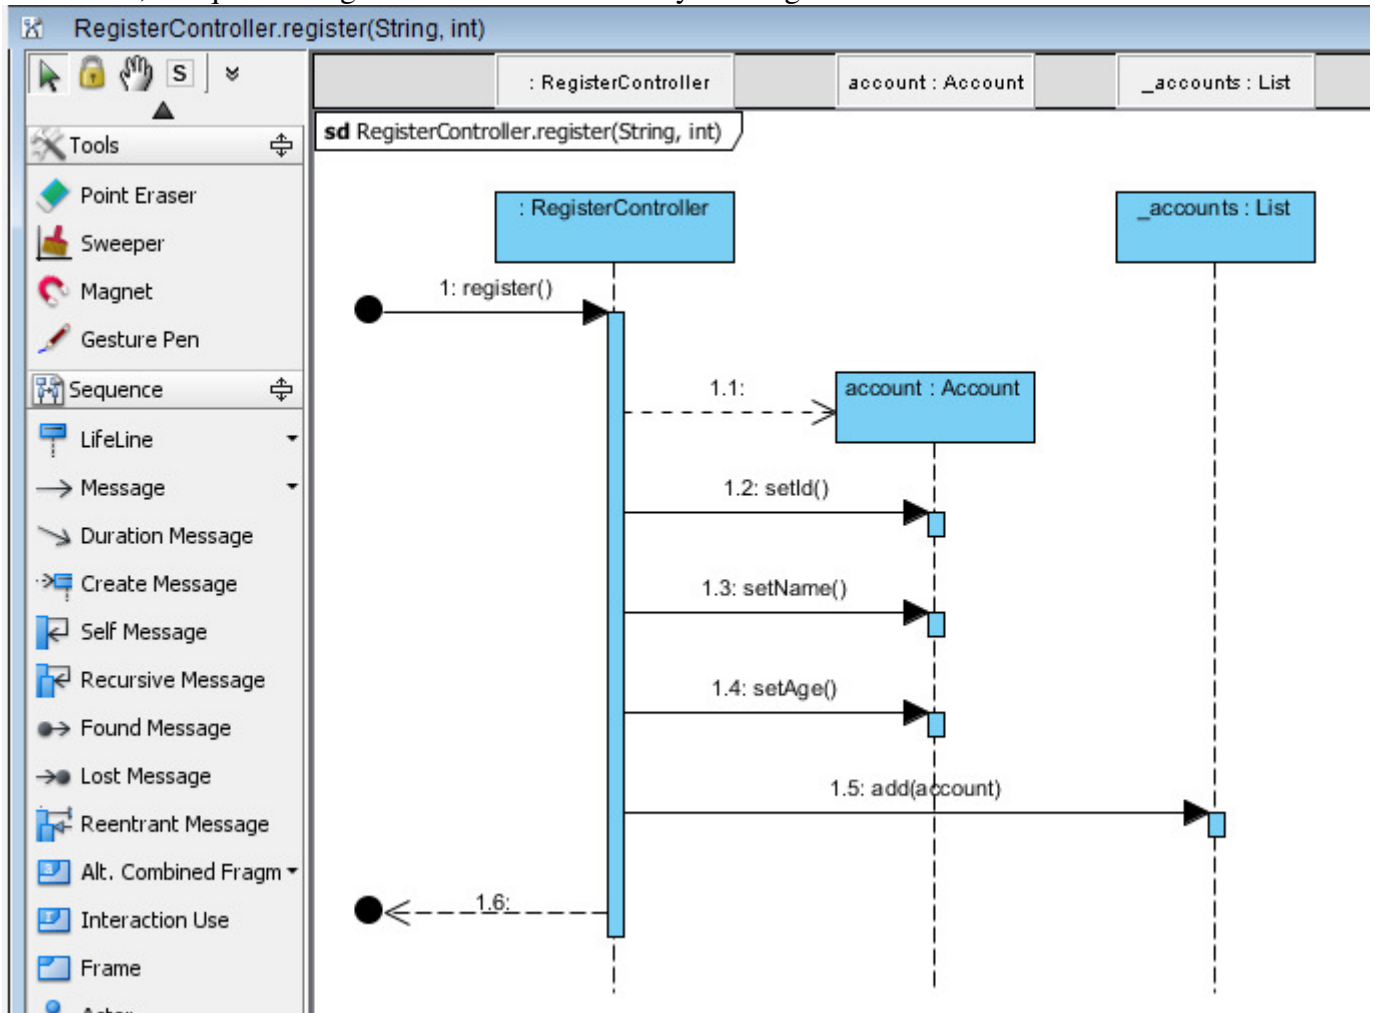 RegisterController.register(String, int)
S
: RegisterController
account : Account
_accounts : List
sd RegisterController.register(String, int)
Tools
Point Eraser
Sweeper
Magnet
Gesture Pen
Sequence
LifeLine
Message
Duration Message
Create Message
Self Message
Recursive Message
Found Message
Lost Message
Reentrant Message
Alt. Combined Fragm
Interaction Use
Frame
: RegisterController
_accounts : List
1: register()
1.1:
account : Account
1.2: setId()
1.3: setName()
1.4: setAge()
1.5: add(account)
1.6: